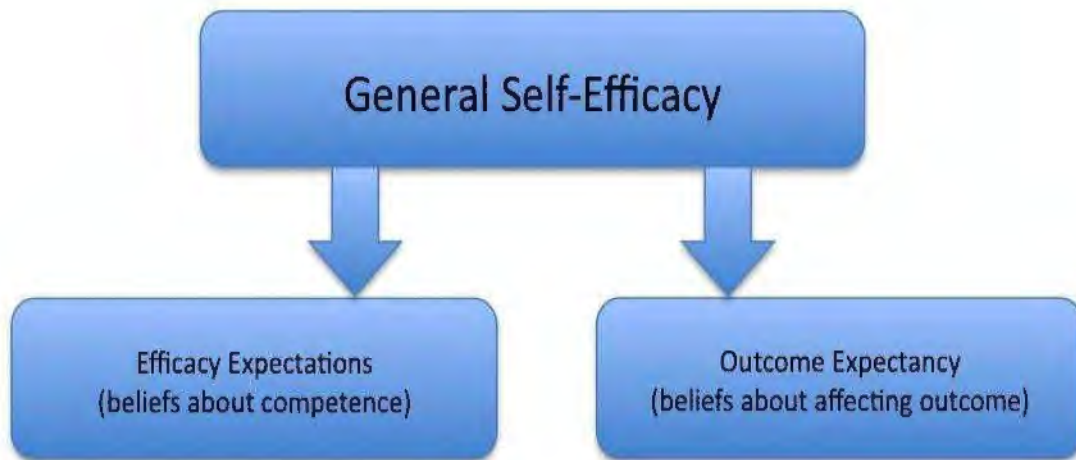 General Self-Efficacy
Efficacy Expectations
(beliefs about competence)
Outcome Expectancy
(beliefs about affecting outcome)